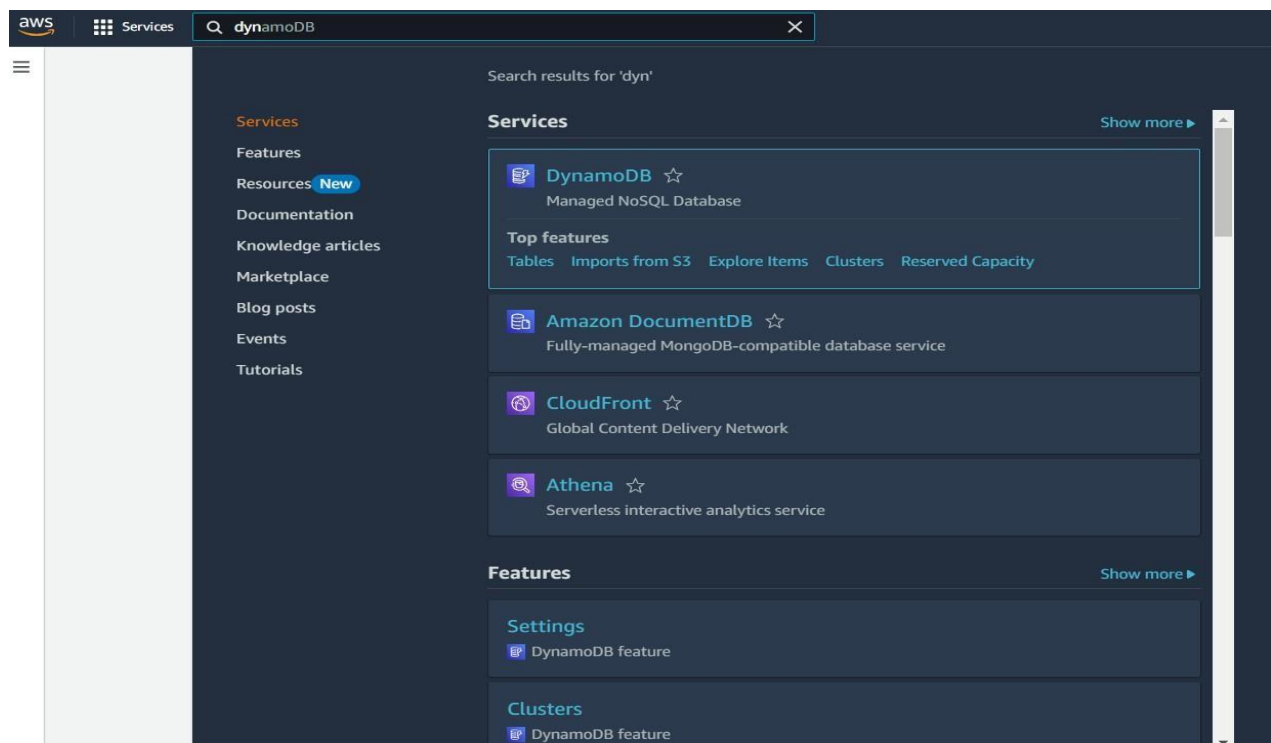 aws Services dynamoDB
Search results for 'dyn'
Services
Features
Resources New
Documentation
Knowledge articles
Marketplace
Blog posts
Events
Tutorials
Services Show more
DynamoDB
Managed NoSQL Database
Top features
Tables Imports from S3 Explore Items Clusters Reserved Capacity
Amazon DocumentDB
Fully-managed MongoDB-compatible database service
CloudFront
Global Content Delivery Network
Athena
Serverless interactive analytics service
Features Show more
Settings
DynamoDB feature
Clusters
DynamoDB feature